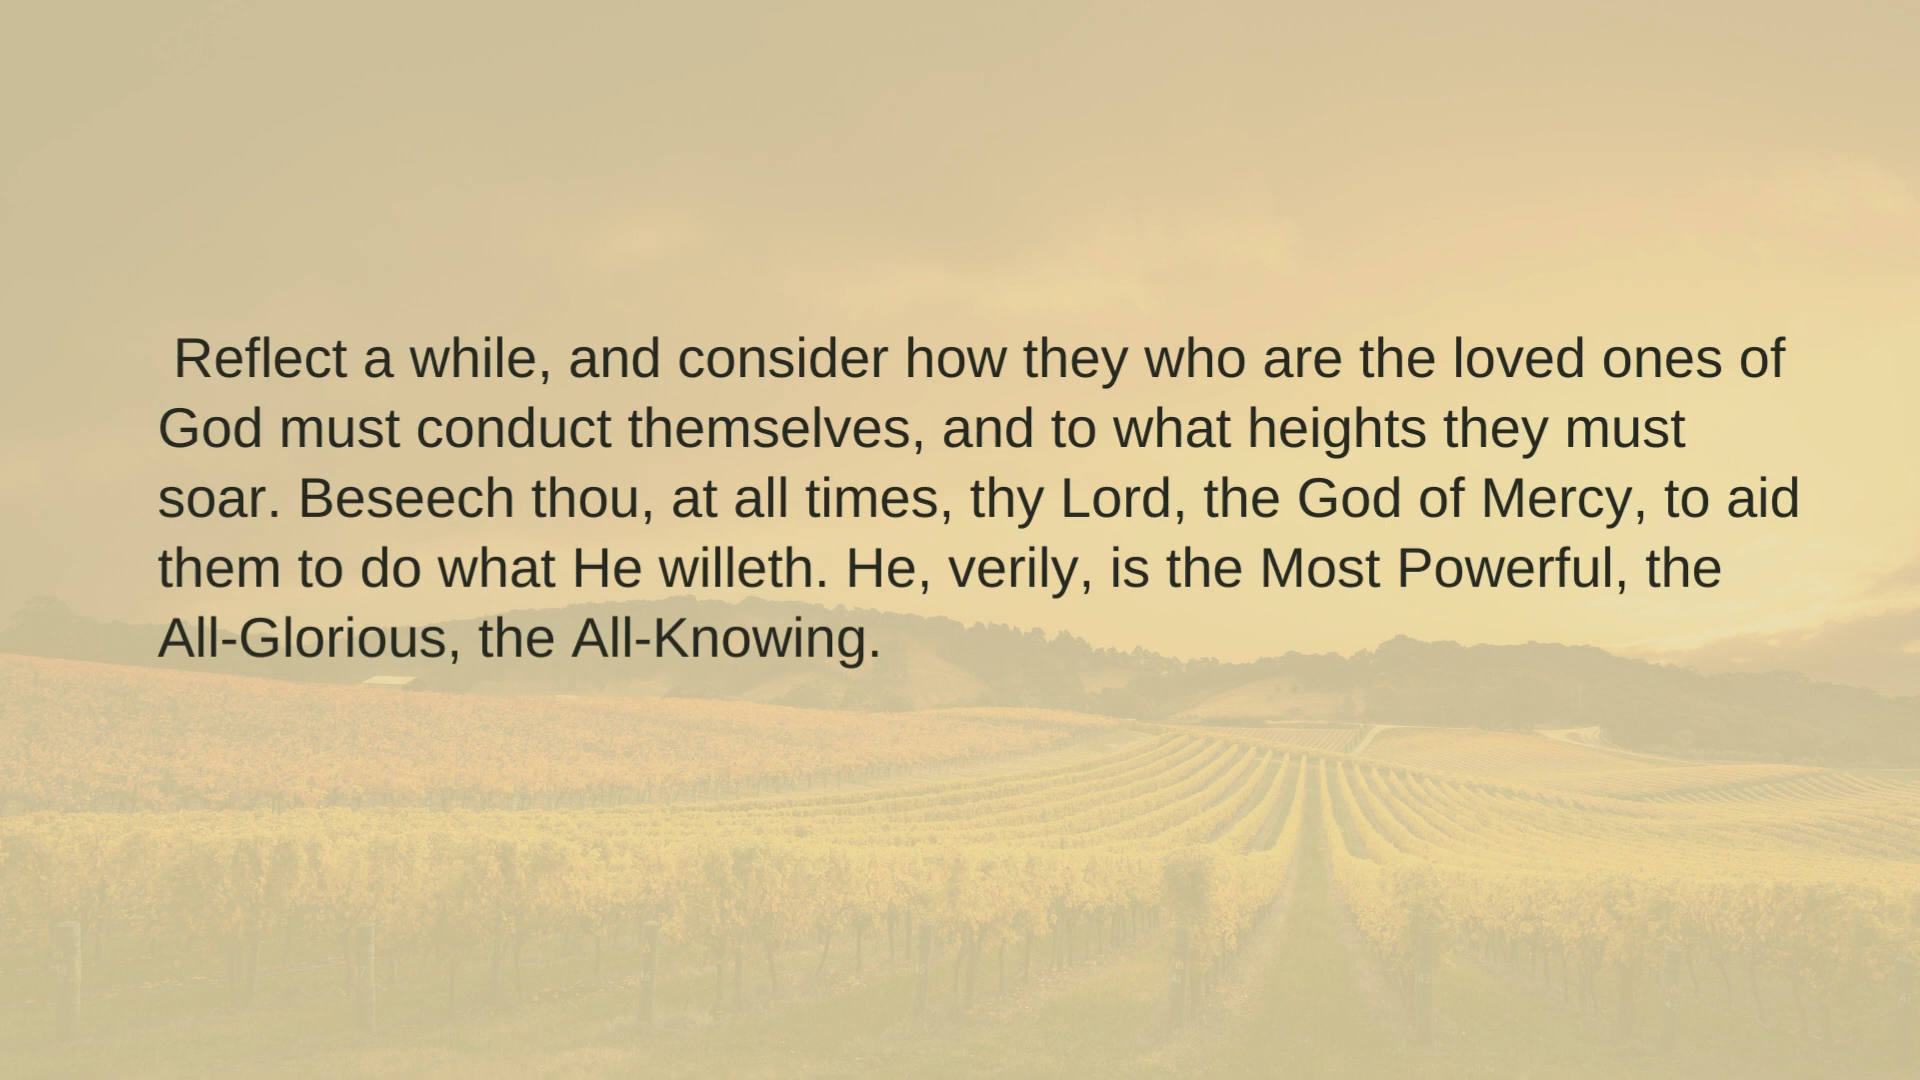 Reflect a while, and consider how they who are the loved ones of
God must conduct themselves, and to what heights they must
soar. Beseech thou, at all times, thy Lord, the God of Mercy, to aid
them to do what He willeth. He, verily, is the Most Powerful, the
All-Glorious, the All-Knowing.